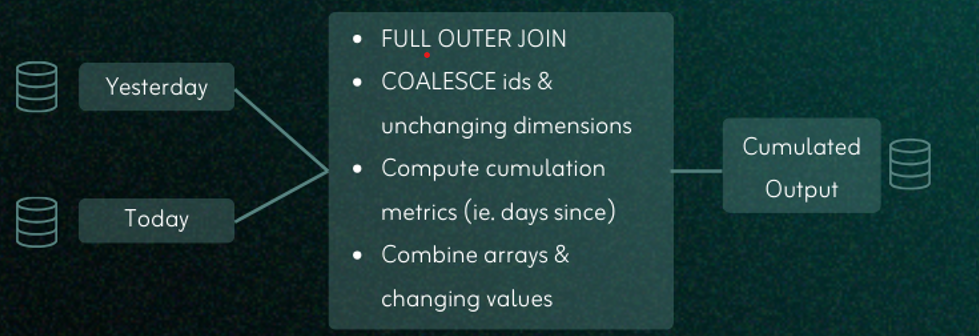 Yesterday
Today
• FULL OUTER JOIN
• COALESCE ids &
unchanging dimensions
• Compute cumulation
metrics (ie. days since)
• Combine arrays &
changing values
Cumulated
Output